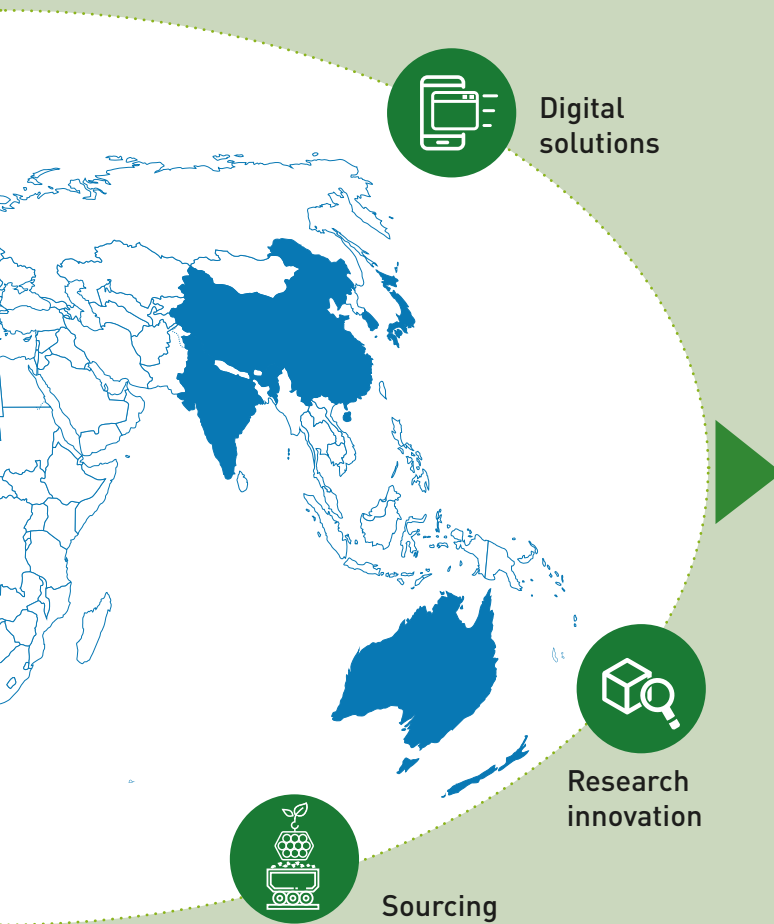 Digital
solutions
Research
innovation
Sourcing